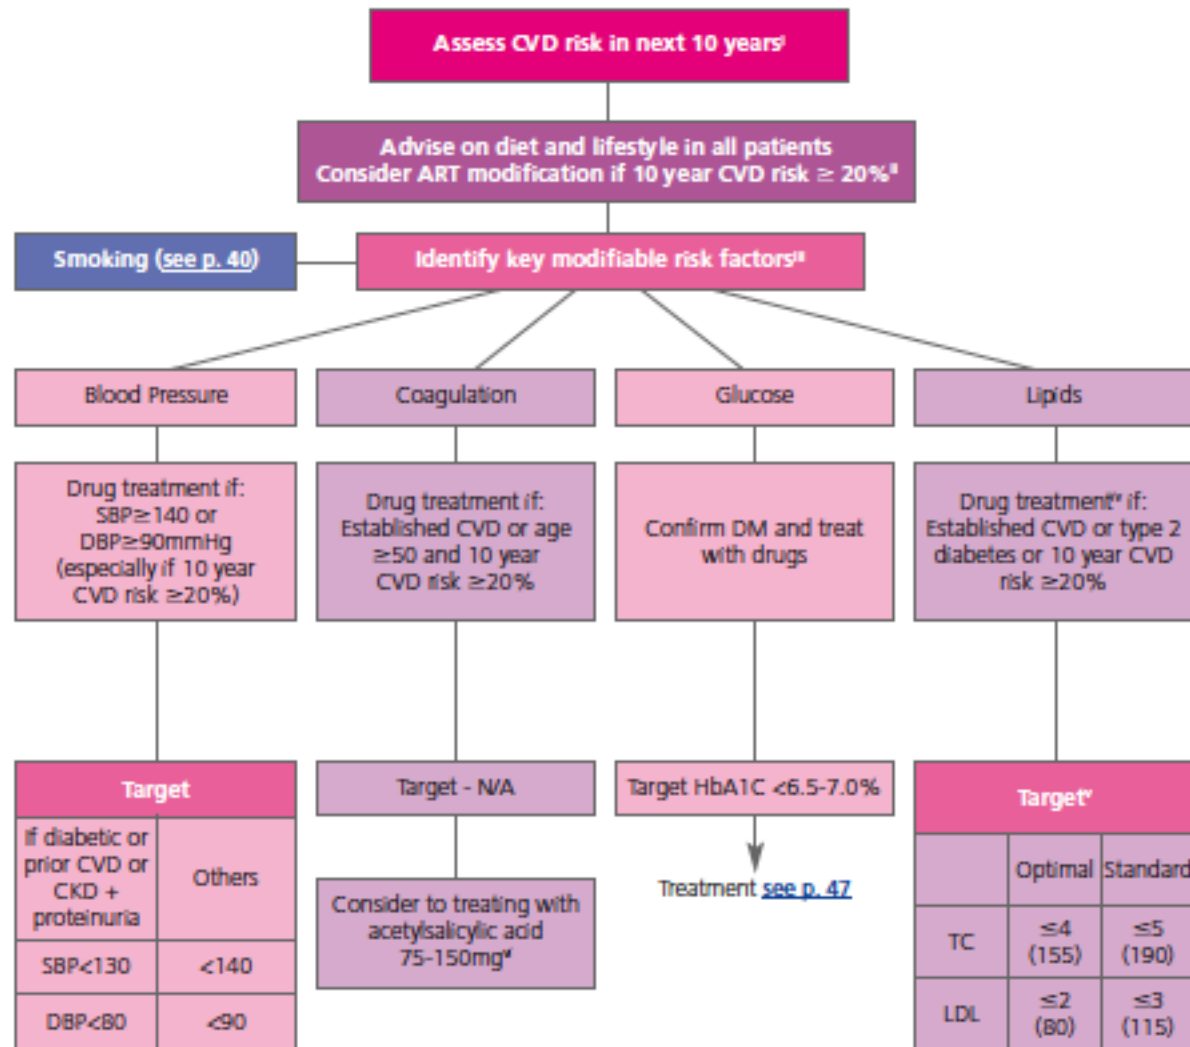 Assess CVD risk in next 10 yearsⁱ
Advise on diet and lifestyle in all patients
Consider ART modification if 10 year CVD risk ≥ 20%ⁱⁱ
Smoking (see p. 40)
Identify key modifiable risk factorsⁱⁱⁱ
Blood Pressure
Coagulation
Glucose
Lipids
Drug treatment if:
SBP≥140 or
DBP≥90mmHg
(especially if 10 year
CVD risk ≥20%)
Drug treatment if:
Established CVD or age
≥50 and 10 year
CVD risk ≥20%
Confirm DM and treat
with drugs
Drug treatmentⁱᵛ if:
Established CVD or type 2
diabetes or 10 year CVD
risk ≥20%
Target
If diabetic or
prior CVD or
CKD +
proteinuria
Others
SBP<130
<140
DBP<80
<90
Target - N/A
Consider to treating with
acetylsalicylic acid
75-150mgᵛⁱ
Target HbA1C <6.5-7.0%
Treatment see p. 47
Targetᵛ
Optimal
Standard
TC
≤4
(155)
≤5
(190)
LDL
≤2
(80)
≤3
(115)